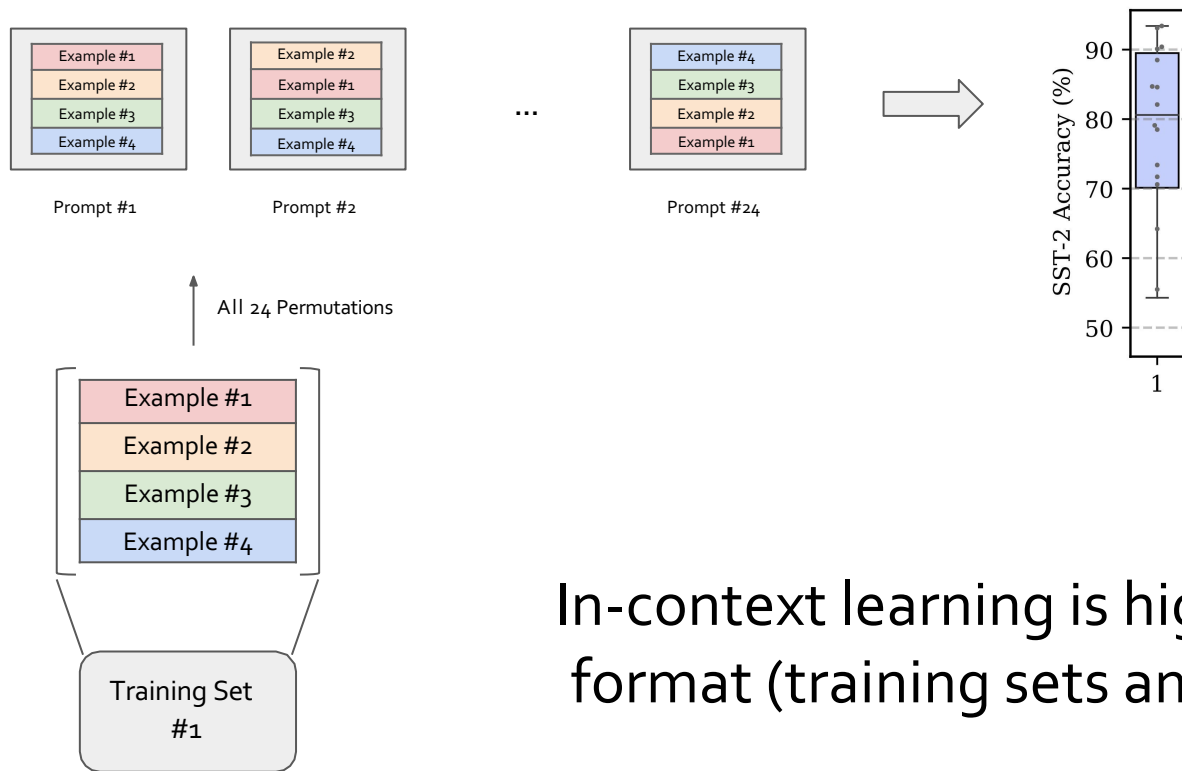 Example #1
Example #2
Example #3
Example #4
Prompt #1
Example #2
Example #1
Example #3
Example #4
Prompt #2
...
Example #4
Example #3
Example #2
Example #1
Prompt #24
SST-2 Accuracy (%)
90
80
70
60
50
1
All 24 Permutations
Example #1
Example #2
Example #3
Example #4
Training Set
#1
In-context learning is hig
format (training sets an